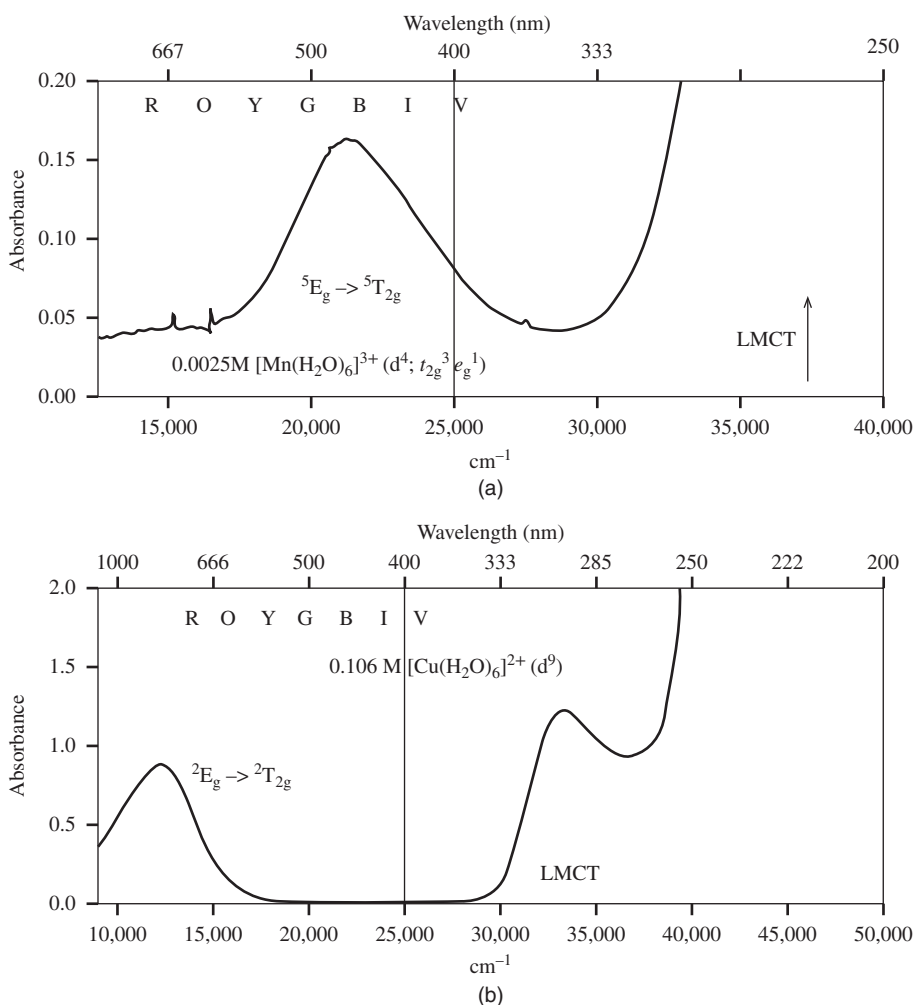 Wavelength (nm)
667 500 400 333 250
0.20
R O Y G B I V
0.15
Absorbance
0.10
⁵Eg –> ⁵T2g
0.05
LMCT
0.0025M [Mn(H₂O)₆]³⁺ (d⁴; t2g³ eg¹)
0.00
15,000 20,000 25,000 30,000 35,000 40,000
cm⁻¹
(a)
Wavelength (nm)
1000 666 500 400 333 285 250 222 200
2.0
R O Y G B I V
0.106 M [Cu(H₂O)₆]²⁺ (d⁹)
1.5
Absorbance
1.0
²Eg –> ²T2g
0.5
LMCT
0.0
10,000 15,000 20,000 25,000 30,000 35,000 40,000 45,000 50,000
cm⁻¹
(b)